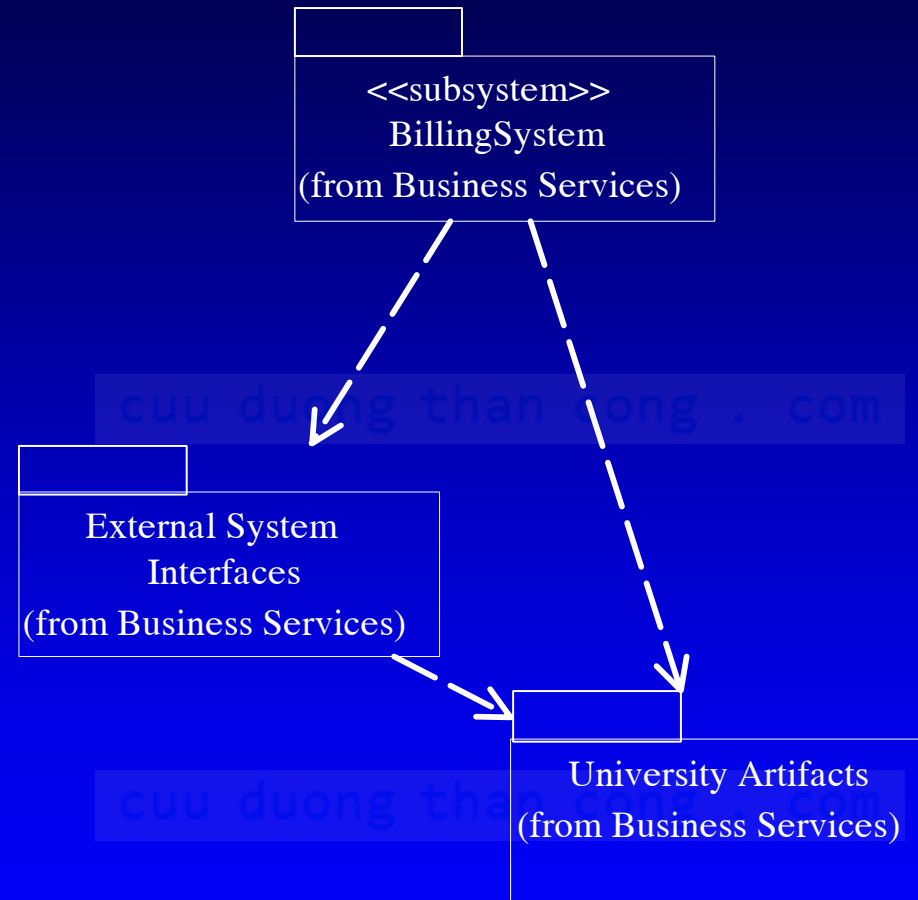 <<subsystem>>
BillingSystem
(from Business Services)
cuu duong than cong . com
External System
Interfaces
(from Business Services)
University Artifacts
(from Business Services)
cuu duong than cong . com